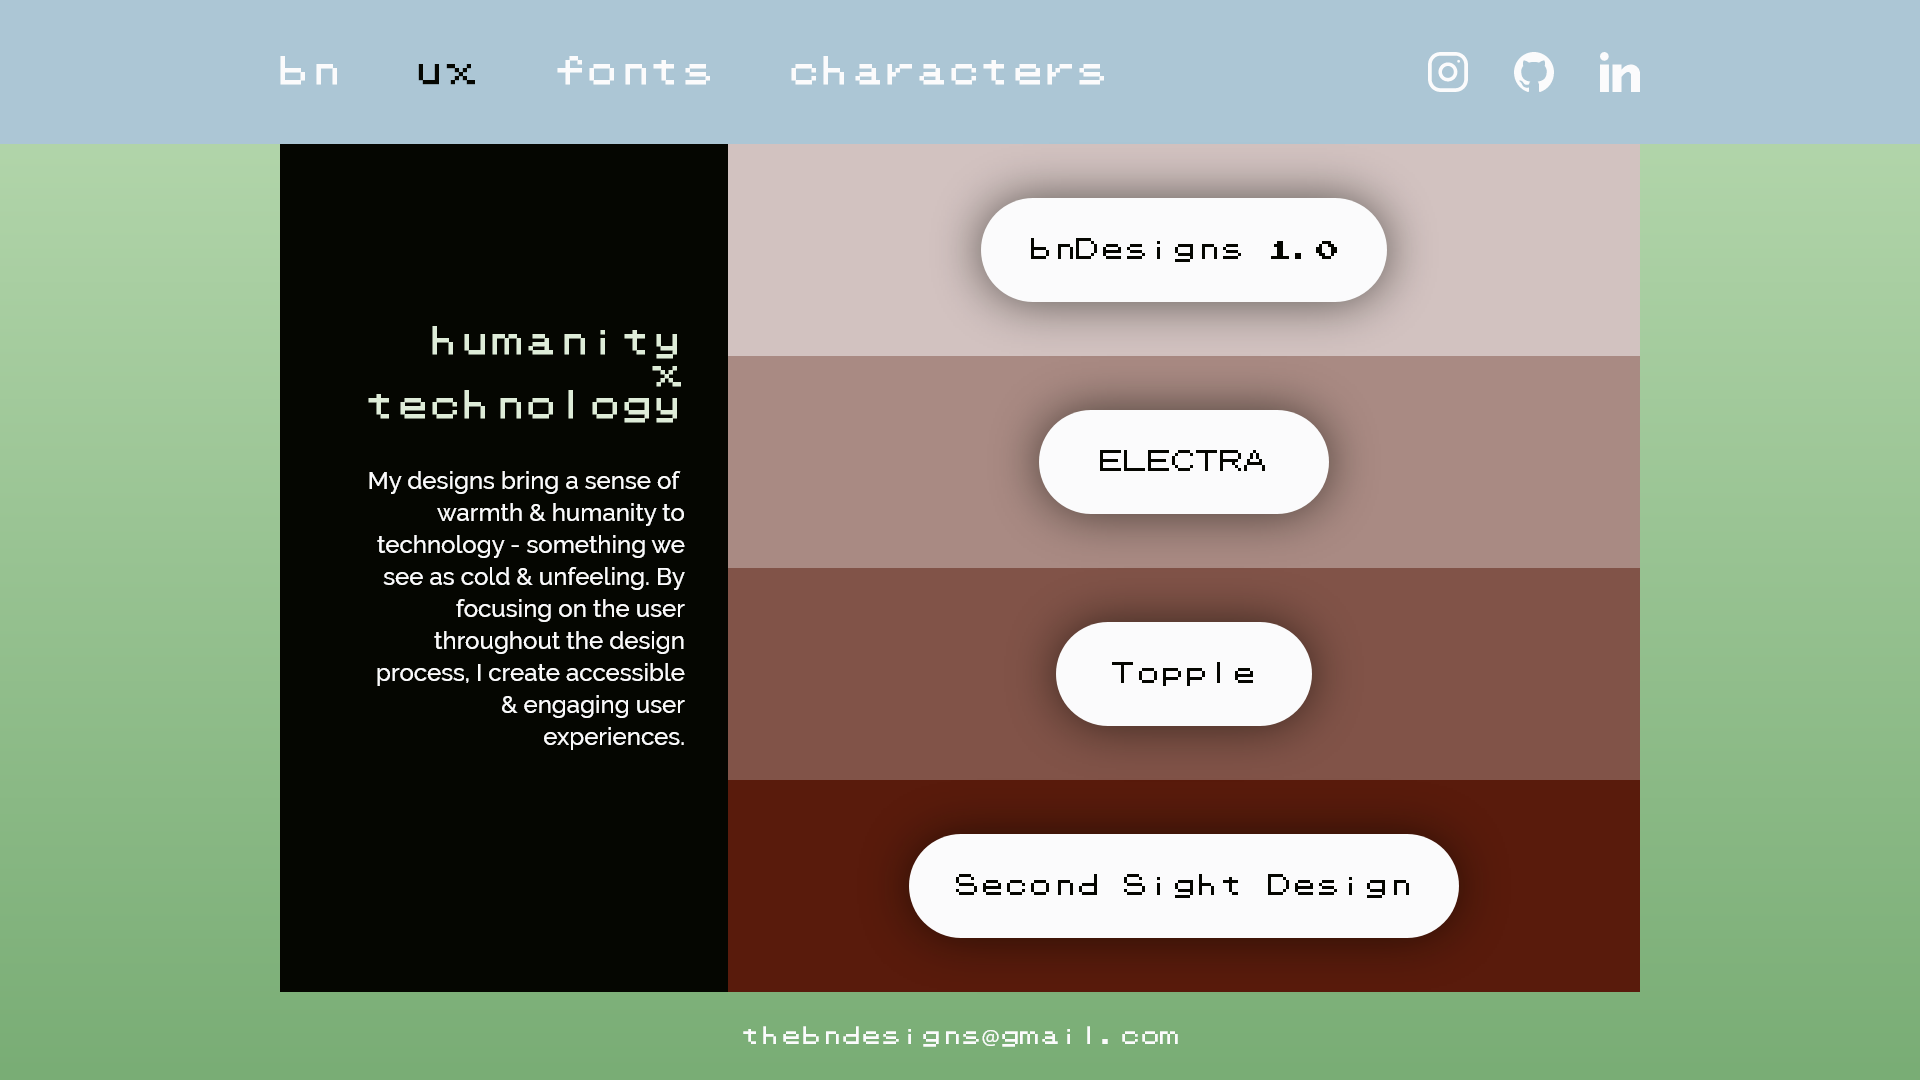 bn ux fonts characters
humanity
x
technology
My designs bring a sense of
warmth & humanity to
technology - something we
see as cold & unfeeling. By
focusing on the user
throughout the design
process, I create accessible
& engaging user
experiences.
bnDesigns 1.0
ELECTRA
Topple
Second Sight Design
thebndesigns@gmail.com